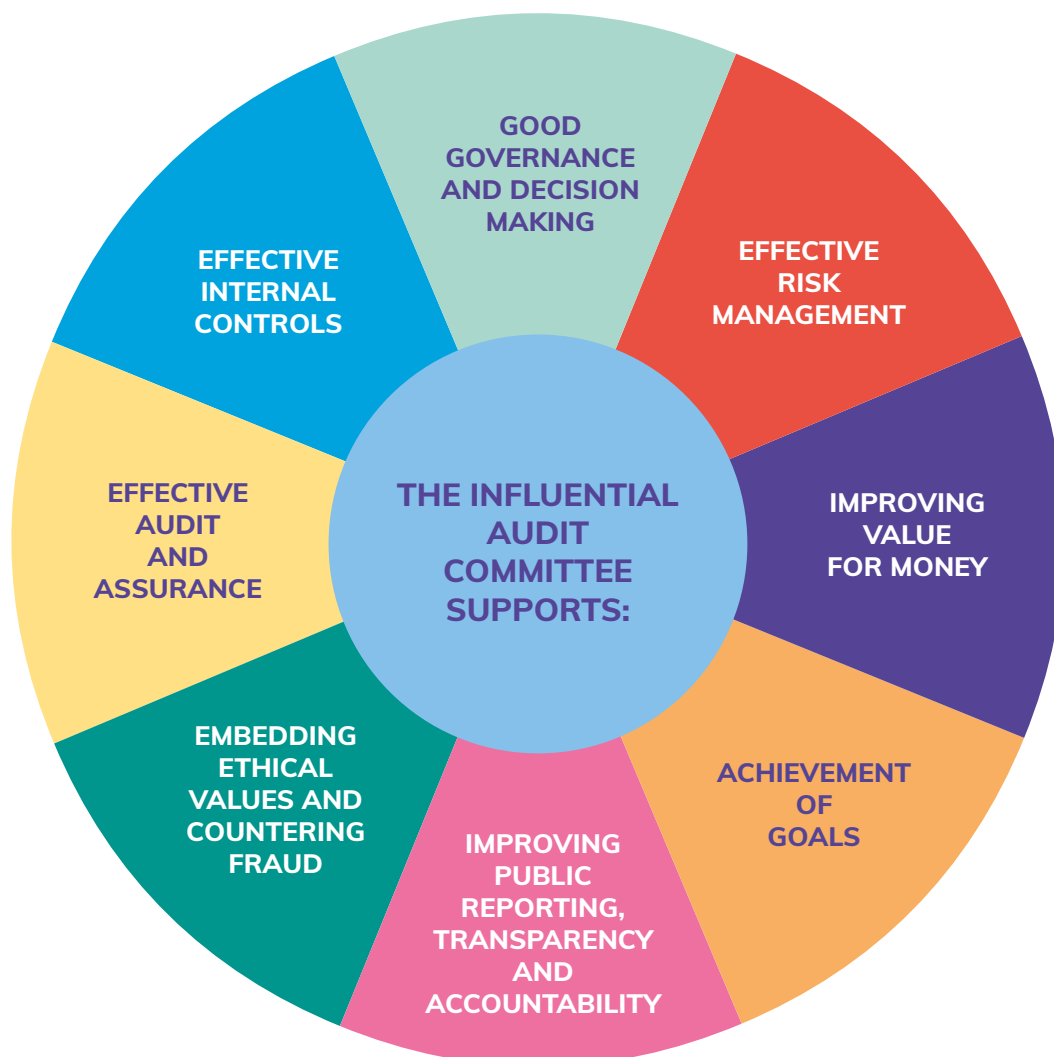 THE INFLUENTIAL
AUDIT
COMMITTEE
SUPPORTS:
GOOD
GOVERNANCE
AND DECISION
MAKING
EFFECTIVE
RISK
MANAGEMENT
IMPROVING
VALUE
FOR MONEY
ACHIEVEMENT
OF
GOALS
IMPROVING
PUBLIC
REPORTING,
TRANSPARENCY
AND
ACCOUNTABILITY
EMBEDDING
ETHICAL
VALUES AND
COUNTERING
FRAUD
EFFECTIVE
AUDIT
AND
ASSURANCE
EFFECTIVE
INTERNAL
CONTROLS